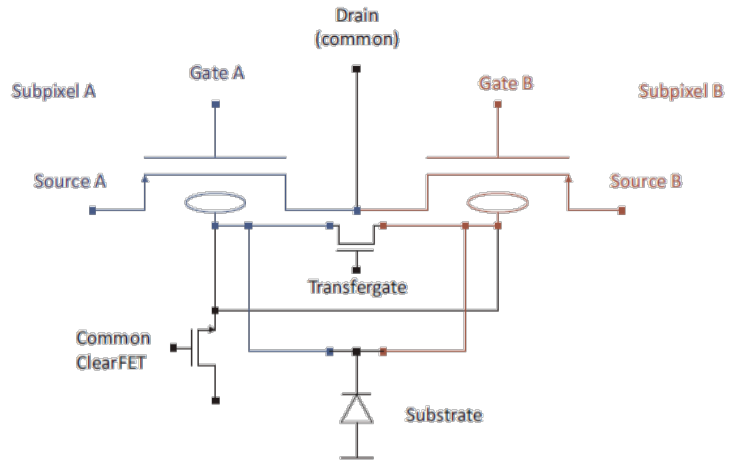 Drain
(common)
Gate A
Gate B
Subpixel A
Subpixel B
Source A
Source B
Transfergate
Common
ClearFET
Substrate